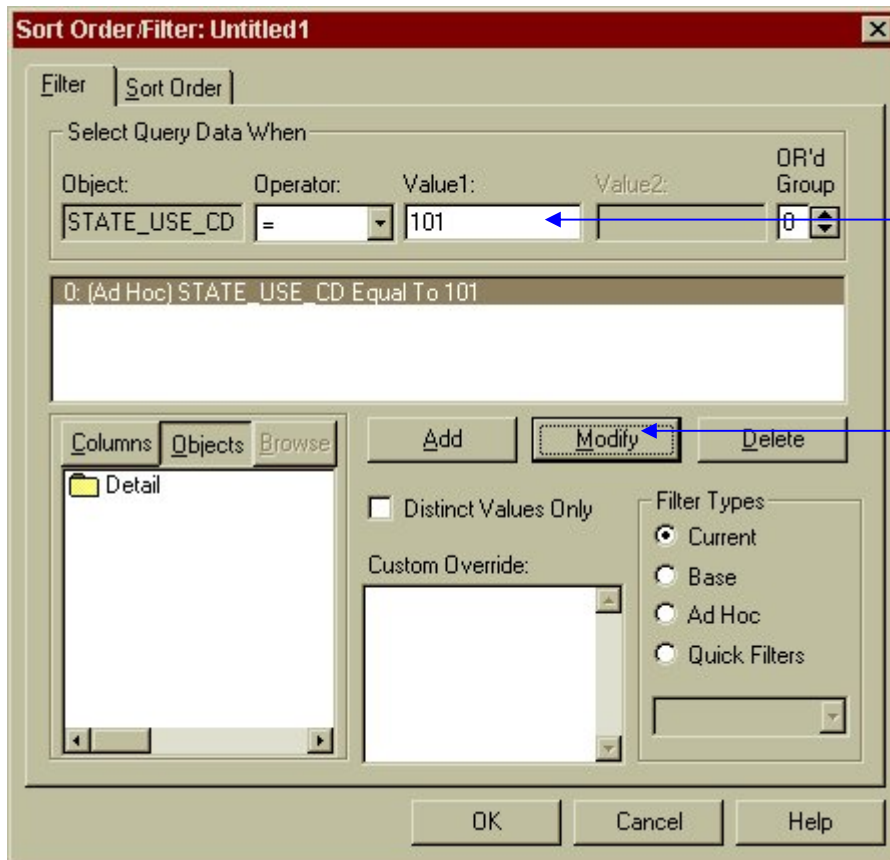 Sort Order/Filter: Untitled1
Filter
Sort Order
Select Query Data When
Object:
Operator:
Value1:
Value2:
OR'd
Group
STATE_USE_CD
=
101
0
0: (Ad Hoc) STATE_USE_CD Equal To 101
Columns
Objects
Browse
Add
Modify
Delete
Detail
Distinct Values Only
Custom Override:
Filter Types
Current
Base
Ad Hoc
Quick Filters
OK
Cancel
Help